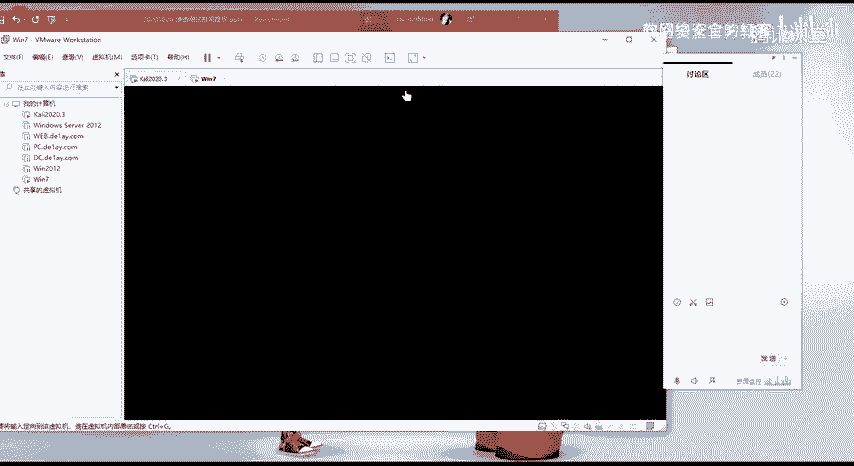 Win7 - VMware Workstation
文件(F) 编辑(E) 查看(V) 虚拟机(M) 选项卡(T) 帮助(H)
库
在此处键入内容进行搜索
Kali2020.3
Win7
我的计算机
Kali2020.3
Windows Server 2012
WEB.de1ay.com
PC.de1ay.com
DC.de1ay.com
Win2012
Win7
共享的虚拟机
讨论区
成员(22)
发送
要将输入定向到该虚拟机，请在虚拟机内部单击或按 Ctrl+G。